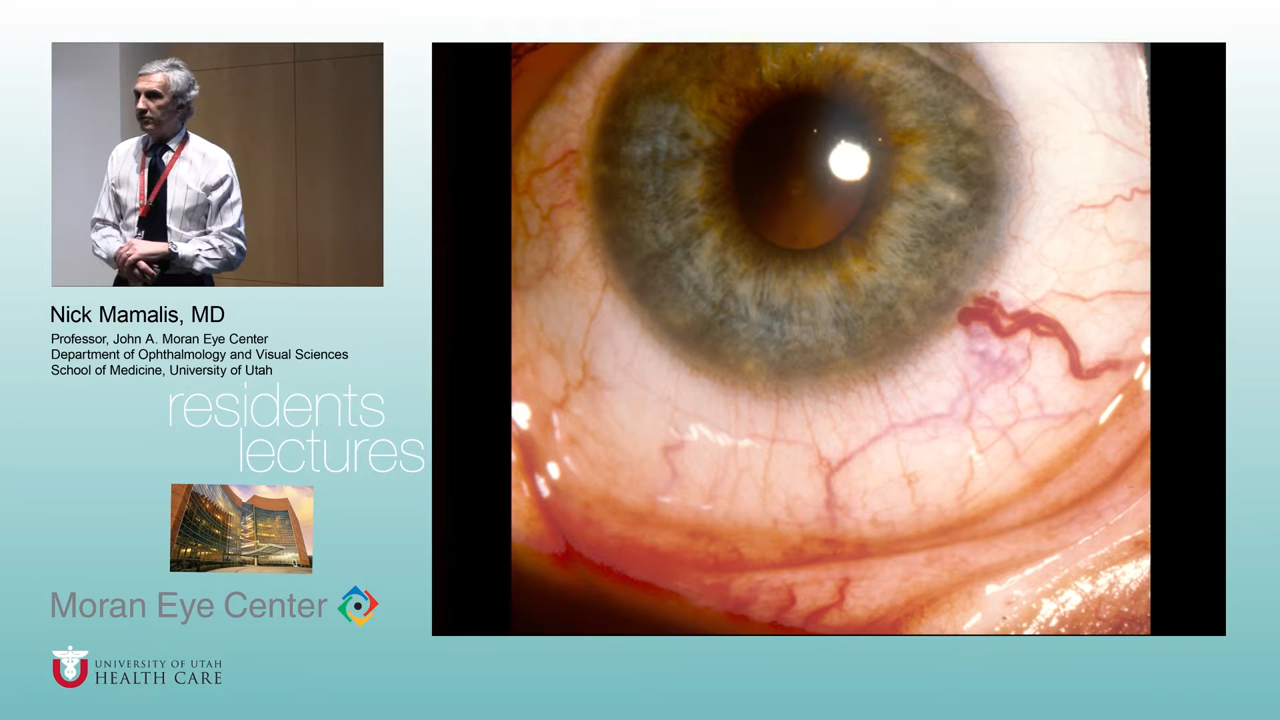 Nick Mamalis, MD
Professor, John A. Moran Eye Center
Department of Ophthalmology and Visual Sciences
School of Medicine, University of Utah
residents
lectures
Moran Eye Center
UNIVERSITY OF UTAH
HEALTH CARE